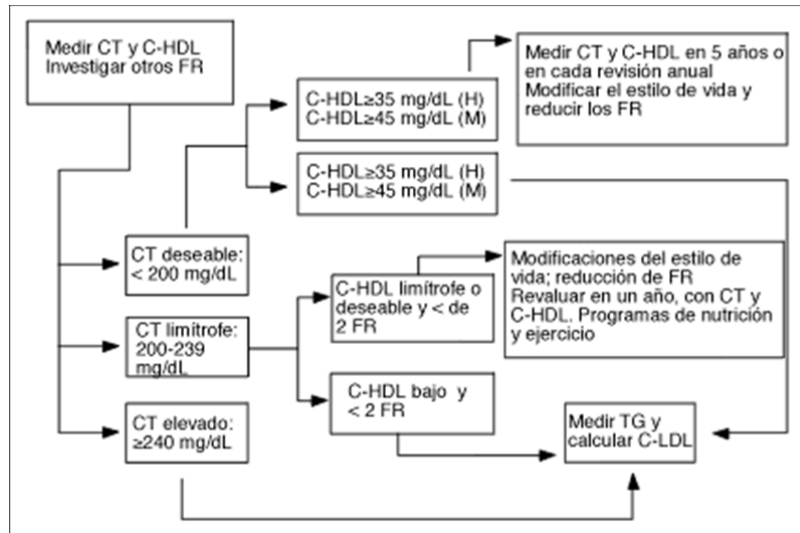 Medir CT y C-HDL
Investigar otros FR
C-HDL≥35 mg/dL (H)
C-HDL≥45 mg/dL (M)
Medir CT y C-HDL en 5 años o
en cada revisión anual
Modificar el estilo de vida y
reducir los FR
C-HDL≥35 mg/dL (H)
C-HDL≥45 mg/dL (M)
CT deseable:
< 200 mg/dL
C-HDL limítrofe o
deseable y < de
2 FR
Modificaciones del estilo de
vida; reducción de FR
Revaluar en un año, con CT y
C-HDL. Programas de nutrición
y ejercicio
CT limítrofe:
200-239
mg/dL
C-HDL bajo y
< 2 FR
CT elevado:
≥240 mg/dL
Medir TG y
calcular C-LDL